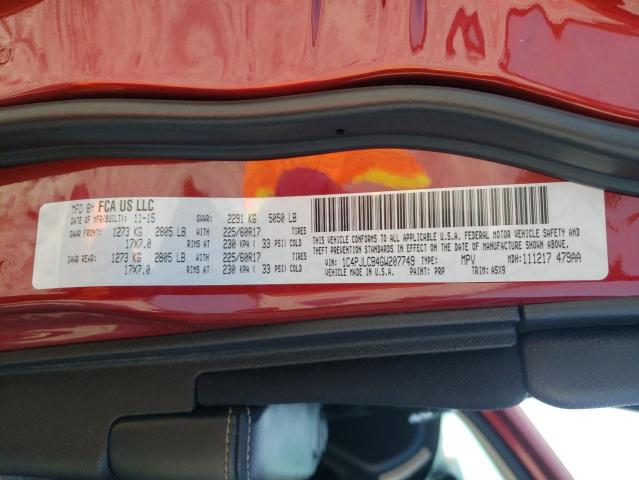 MFD BY FCA US LLC
DATE OF MFR(BUILT): 11-15 GVWR: 2291 KG 5050 LB
GAWR FRONT: 1273 KG 2805 LB WITH 225/60R17 TIRES
17X7.0 RIMS AT 230 KPA ( 33 PSI) COLD
GAWR REAR: 1273 KG 2805 LB WITH 225/60R17 TIRES
17X7.0 RIMS AT 230 KPA ( 33 PSI) COLD
THIS VEHICLE CONFORMS TO ALL APPLICABLE U.S.A. FEDERAL MOTOR VEHICLE SAFETY AND
THEFT PREVENTION STANDARDS IN EFFECT ON THE DATE OF MANUFACTURE SHOWN ABOVE.
MADE IN U.S.A.
VIN: 1C4PJLCB4GW207749 TYPE: MPV MDH:111217 479AA
PAINT: PRP TRIM: A5X9